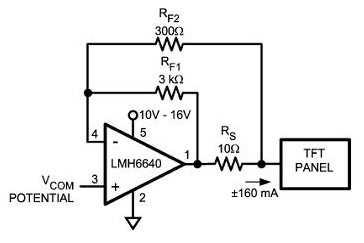 RF2
300Ω
RF1
3 kΩ
10V - 16V
4
-
5
LMH6640
1
RS
10Ω
TFT
PANEL
VCOM
POTENTIAL
3
+
2
±160 mA